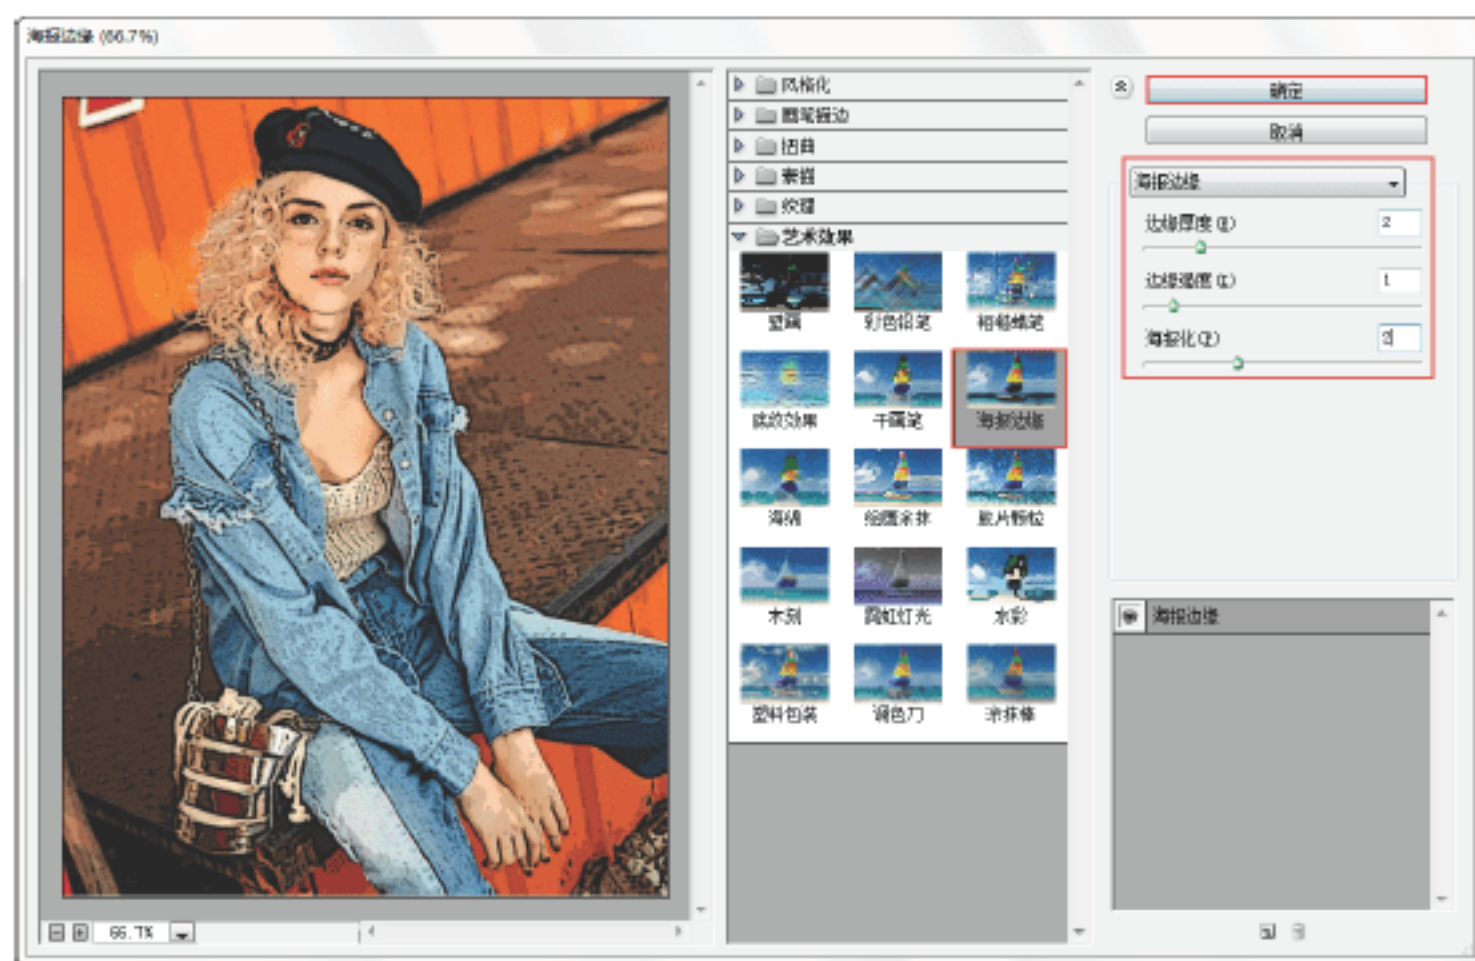 海报边缘 (66.7%)
风格化
画笔描边
扭曲
素描
纹理
艺术效果
壁画
彩色铅笔
粗糙蜡笔
底纹效果
干画笔
海报边缘
海绵
绘画涂抹
胶片颗粒
木刻
霓虹灯光
水彩
塑料包装
调色刀
涂抹棒
66.7%
确定
取消
海报边缘
边缘厚度(E)
2
边缘强度(I)
1
海报化(P)
2
海报边缘